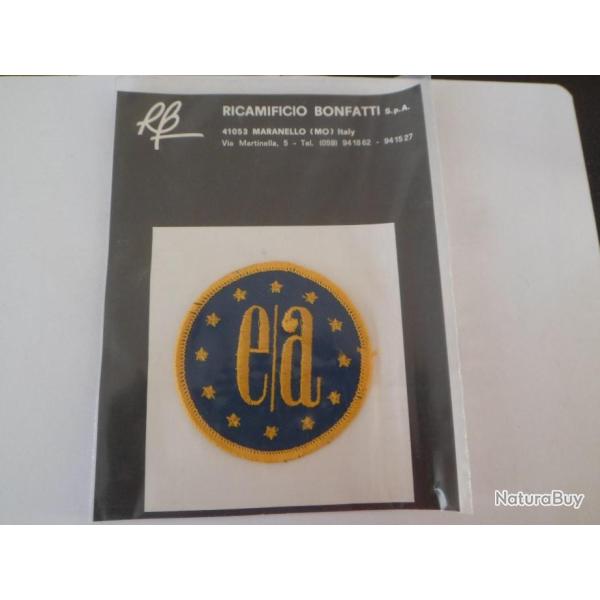 RB
RICAMIFICIO BONFATTI S.p.A.
41053 MARANELLO (MO) Italy
Via Martinella, 5 - Tel. (059) 941862 - 941527
e|a
NaturaBuy